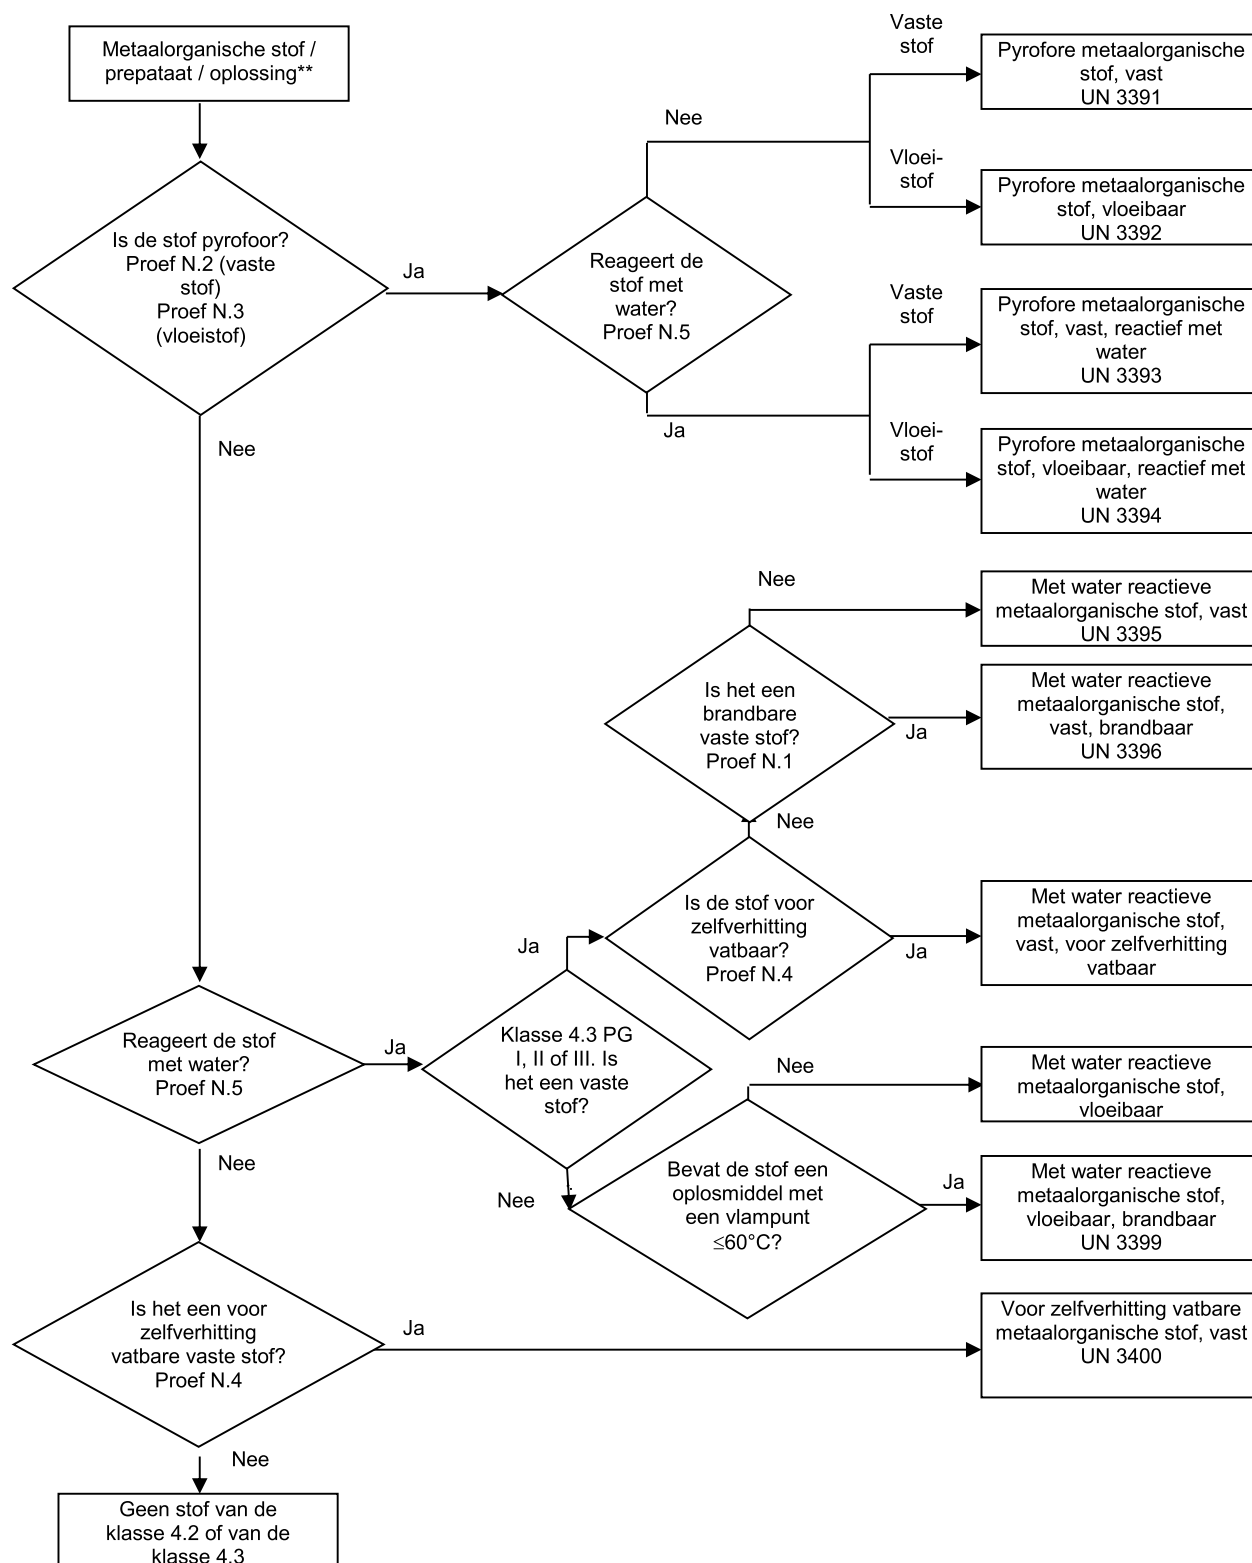 Metaalorganische stof /
prepataat / oplossing**
Is de stof pyrofoor?
Proef N.2 (vaste
stof)
Proef N.3
(vloeistof)
Ja
Nee
Reageert de
stof met
water?
Proef N.5
Nee
Ja
Vaste
stof
Pyrofore metaalorganische
stof, vast
UN 3391
Vloei-
stof
Pyrofore metaalorganische
stof, vloeibaar
UN 3392
Vaste
stof
Pyrofore metaalorganische
stof, vast, reactief met
water
UN 3393
Vloei-
stof
Pyrofore metaalorganische
stof, vloeibaar, reactief met
water
UN 3394
Nee
Met water reactieve
metaalorganische stof, vast
UN 3395
Is het een
brandbare
vaste stof?
Proef N.1
Ja
Met water reactieve
metaalorganische stof,
vast, brandbaar
UN 3396
Nee
Is de stof voor
zelfverhitting
vatbaar?
Proef N.4
Ja
Met water reactieve
metaalorganische stof,
vast, voor zelfverhitting
vatbaar
Ja
Reageert de stof
met water?
Proef N.5
Ja
Klasse 4.3 PG
I, II of III. Is
het een vaste
stof?
Nee
Met water reactieve
metaalorganische stof,
vloeibaar
Nee
Nee
Bevat de stof een
oplosmiddel met
een vlampunt
≤60°C?
Ja
Met water reactieve
metaalorganische stof,
vloeibaar, brandbaar
UN 3399
Is het een voor
zelfverhitting
vatbare vaste stof?
Proef N.4
Ja
Voor zelfverhitting vatbare
metaalorganische stof, vast
UN 3400
Nee
Geen stof van de
klasse 4.2 of van de
klasse 4.3